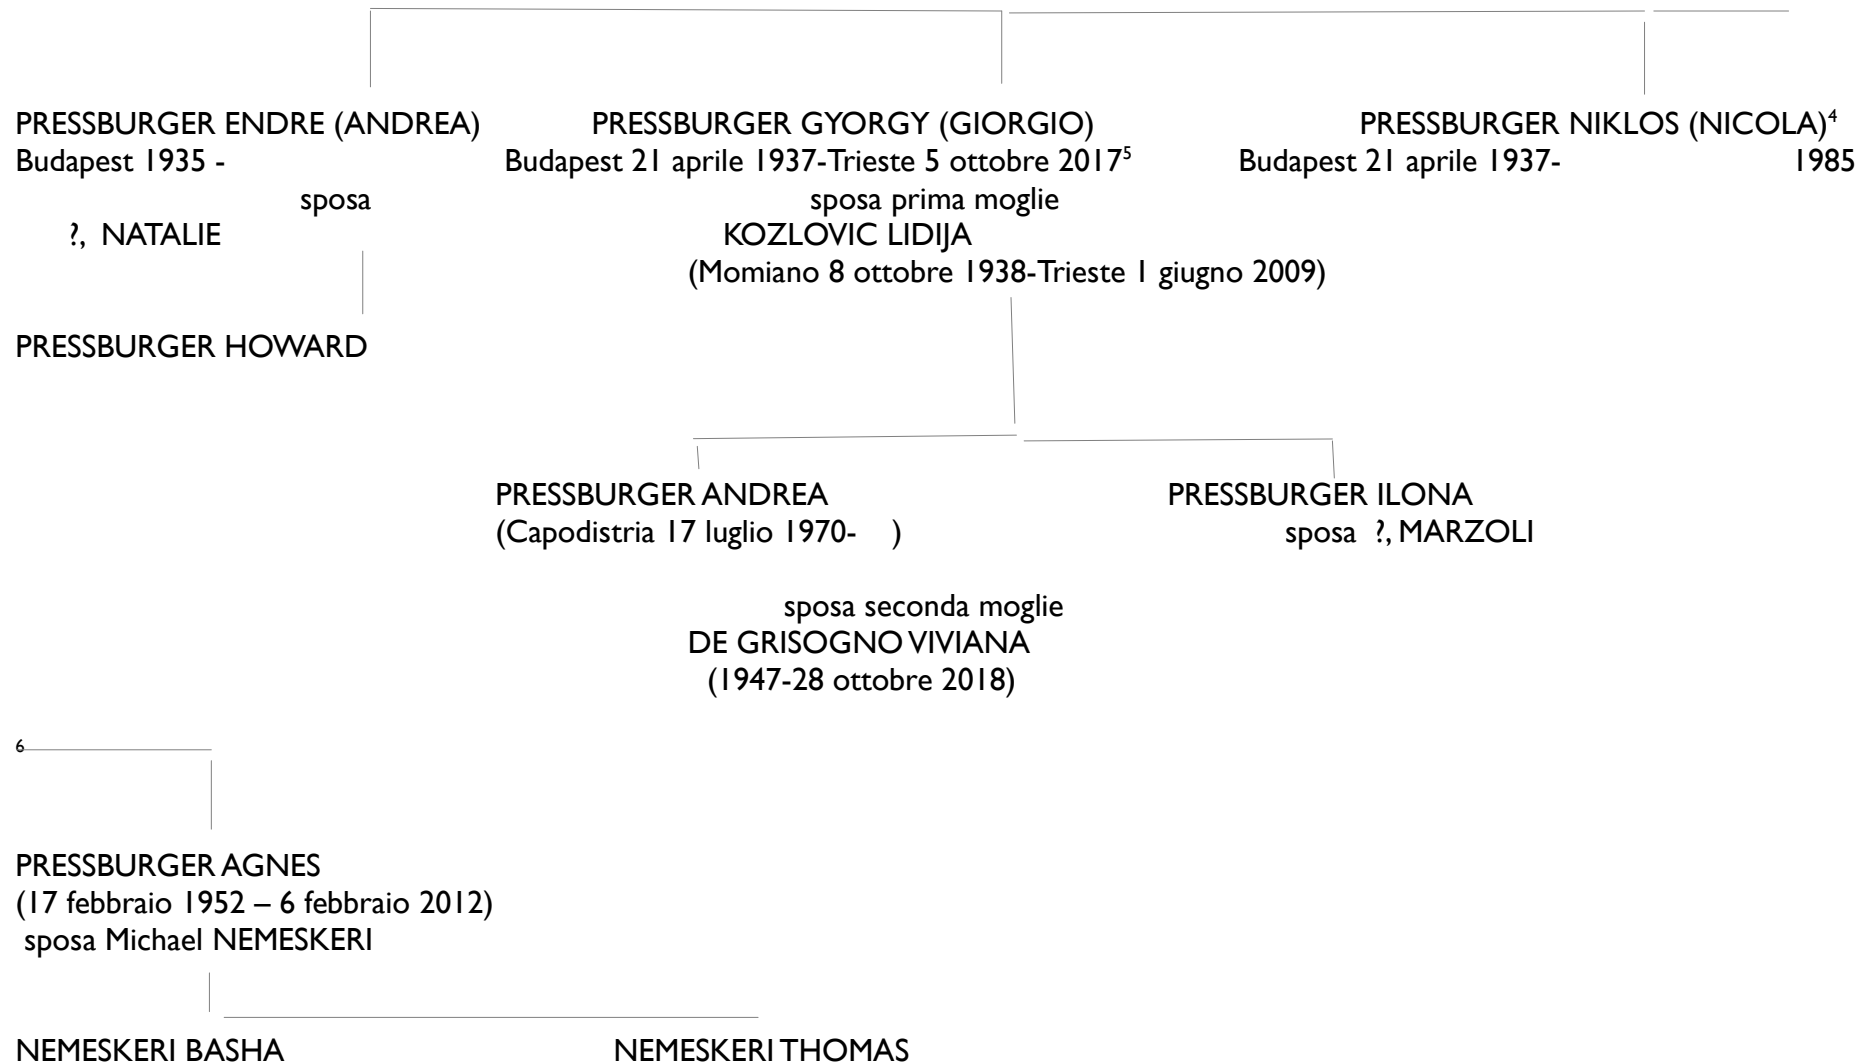 PRESSBURGER ENDRE (ANDREA) PRESSBURGER GYORGY (GIORGIO) PRESSBURGER NIKLOS (NICOLA)4
Budapest 1935 - Budapest 21 aprile 1937-Trieste 5 ottobre 20175 Budapest 21 aprile 1937- 1985
sposa sposa prima moglie
?, NATALIE KOZLOVIC LIDIJA
(Momiano 8 ottobre 1938-Trieste 1 giugno 2009)
PRESSBURGER HOWARD
PRESSBURGER ANDREA PRESSBURGER ILONA
(Capodistria 17 luglio 1970- ) sposa ?, MARZOLI
sposa seconda moglie
DE GRISOGNO VIVIANA
(1947-28 ottobre 2018)
6
PRESSBURGER AGNES
(17 febbraio 1952 – 6 febbraio 2012)
sposa Michael NEMESKERI
NEMESKERI BASHA NEMESKERI THOMAS